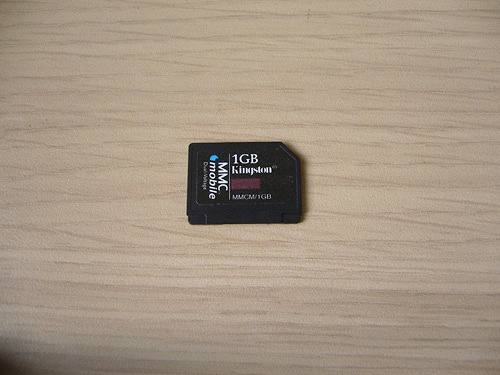 1GB
Kingston
MMCM/1GB
MMC
mobile
Dual Voltage